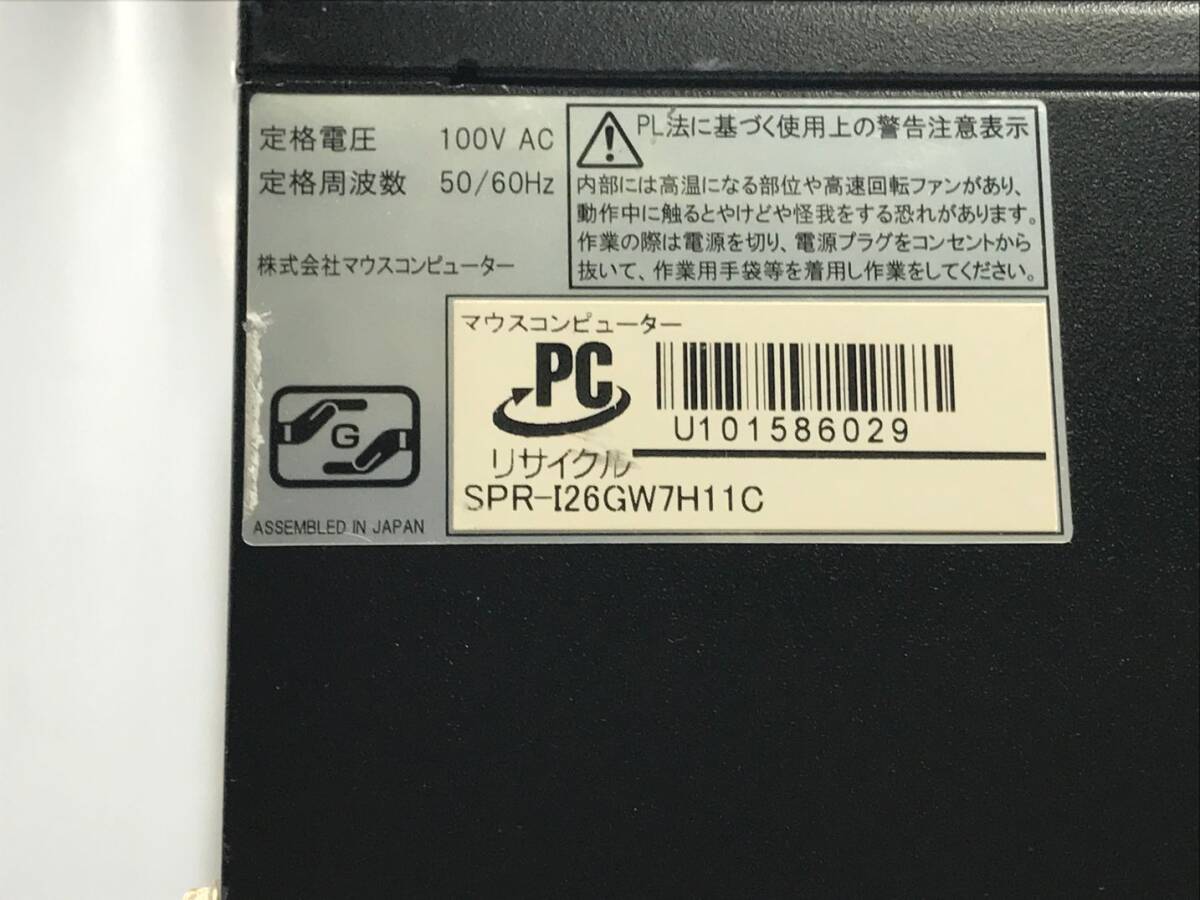 定格電圧 100V AC
定格周波数 50/60Hz
株式会社マウスコンピューター
PL法に基づく使用上の警告注意表示
内部には高温になる部位や高速回転ファンがあり、
動作中に触るとやけどや怪我をする恐れがあります。
作業の際は電源を切り、電源プラグをコンセントから
抜いて、作業用手袋等を着用し作業をしてください。
マウスコンピューター
PC
リサイクル
U101586029
SPR-I26GW7H11C
G
ASSEMBLED IN JAPAN